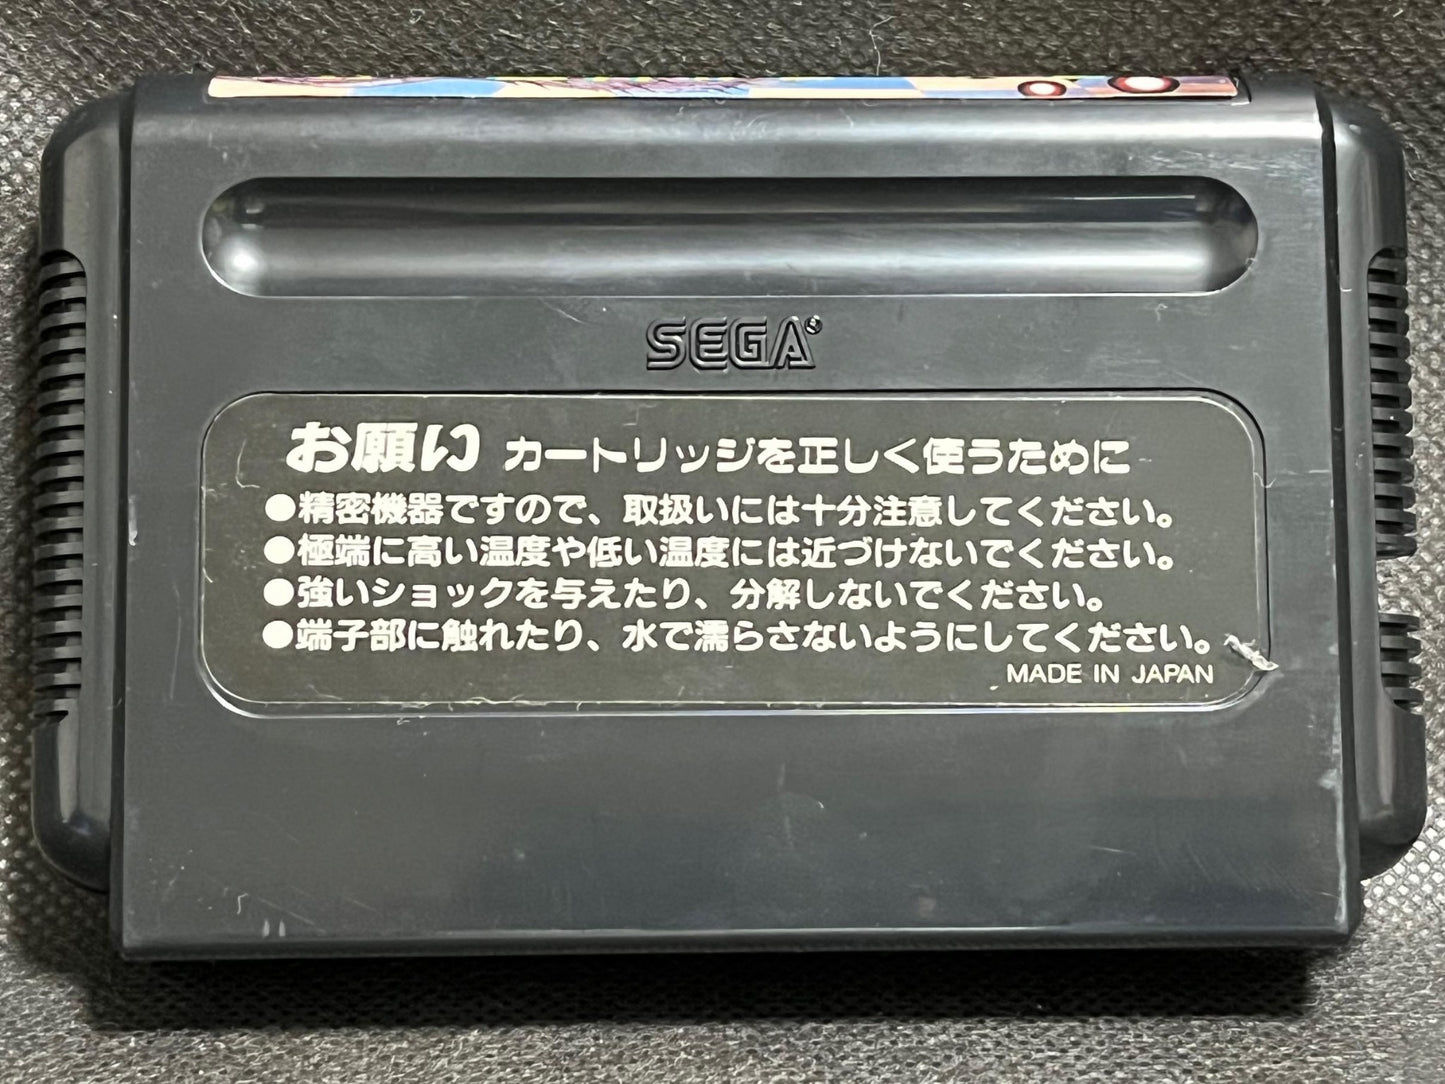 SEGA®
お願い カートリッジを正しく使うために
●精密機器ですので、取扱いには十分注意してください。
●極端に高い温度や低い温度には近づけないでください。
●強いショックを与えたり、分解しないでください。
●端子部に触れたり、水で濡らさないようにしてください。
MADE IN JAPAN